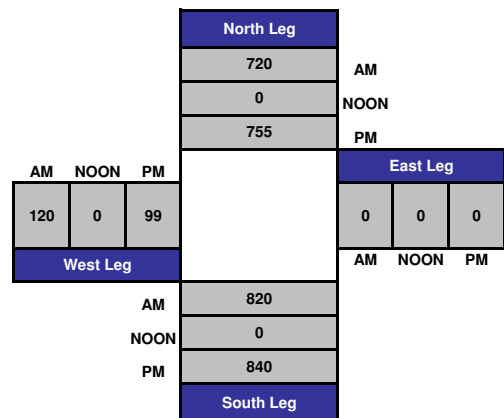 North Leg
720 AM
0 NOON
755 PM
AM NOON PM
East Leg
120 0 99
0 0 0
West Leg
AM NOON PM
AM 820
NOON 0
PM 840
South Leg